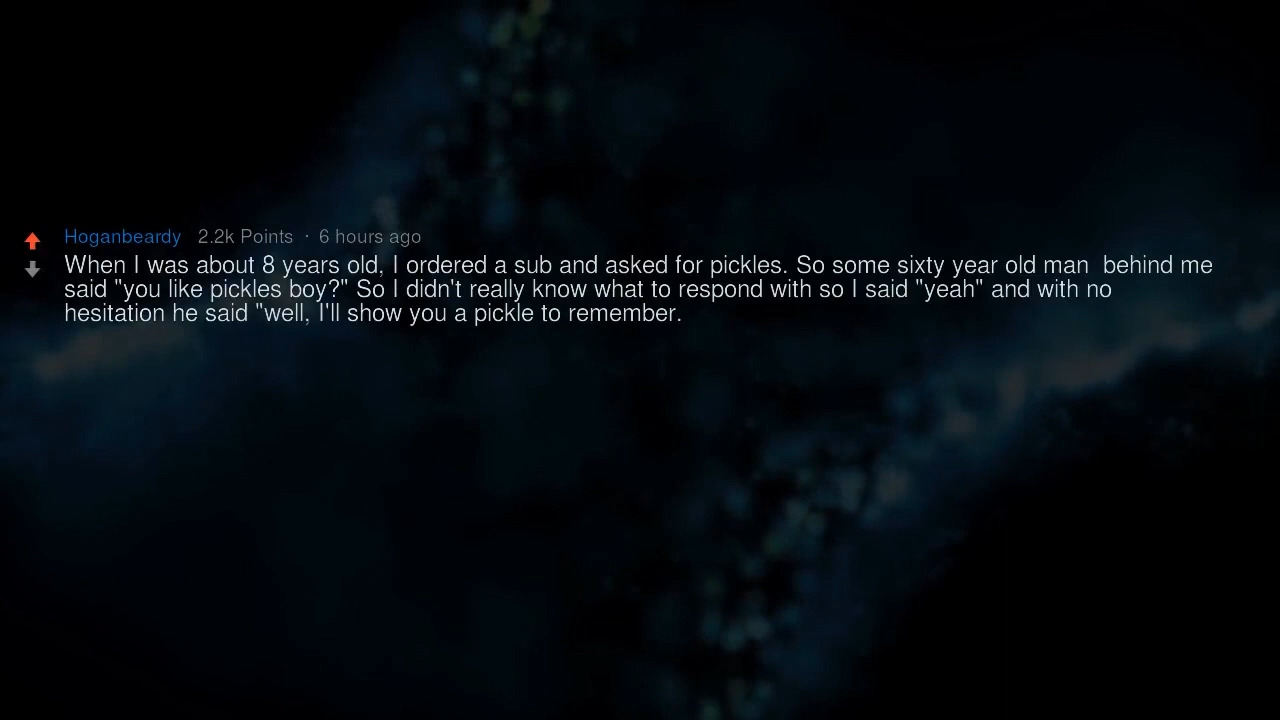 Hoganbeardy 2.2k Points · 6 hours ago
When I was about 8 years old, I ordered a sub and asked for pickles. So some sixty year old man  behind me
said "you like pickles boy?" So I didn't really know what to respond with so I said "yeah" and with no
hesitation he said "well, I'll show you a pickle to remember.